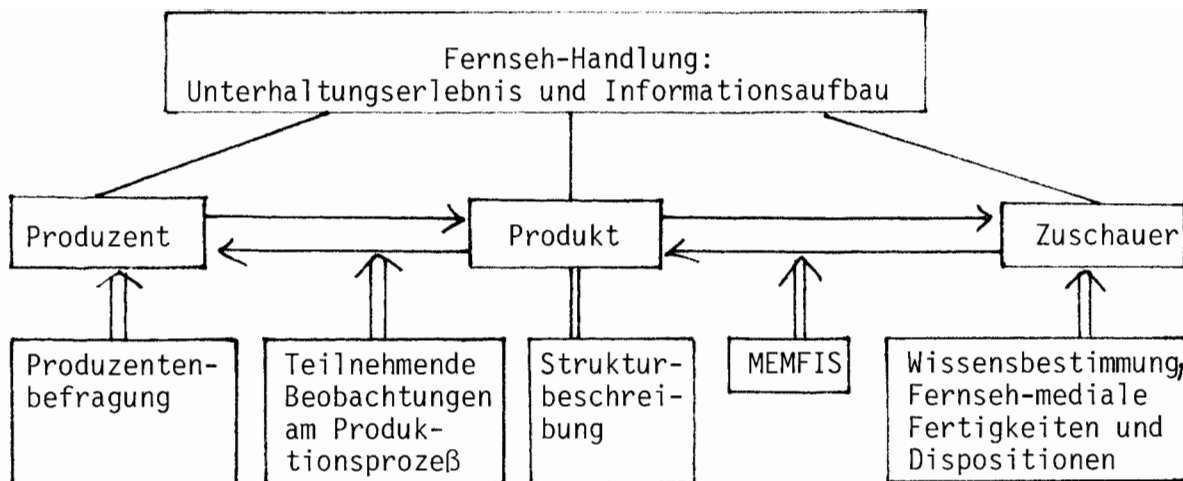 Fernseh-Handlung:
Unterhaltungserlebnis und Informationsaufbau
Produzent
Produkt
Zuschauer
Produzenten-
befragung
Teilnehmende
Beobachtungen
am Produk-
tionsprozeß
Struktur-
beschrei-
bung
MEMFIS
Wissensbestimmung,
Fernseh-mediale
Fertigkeiten und
Dispositionen